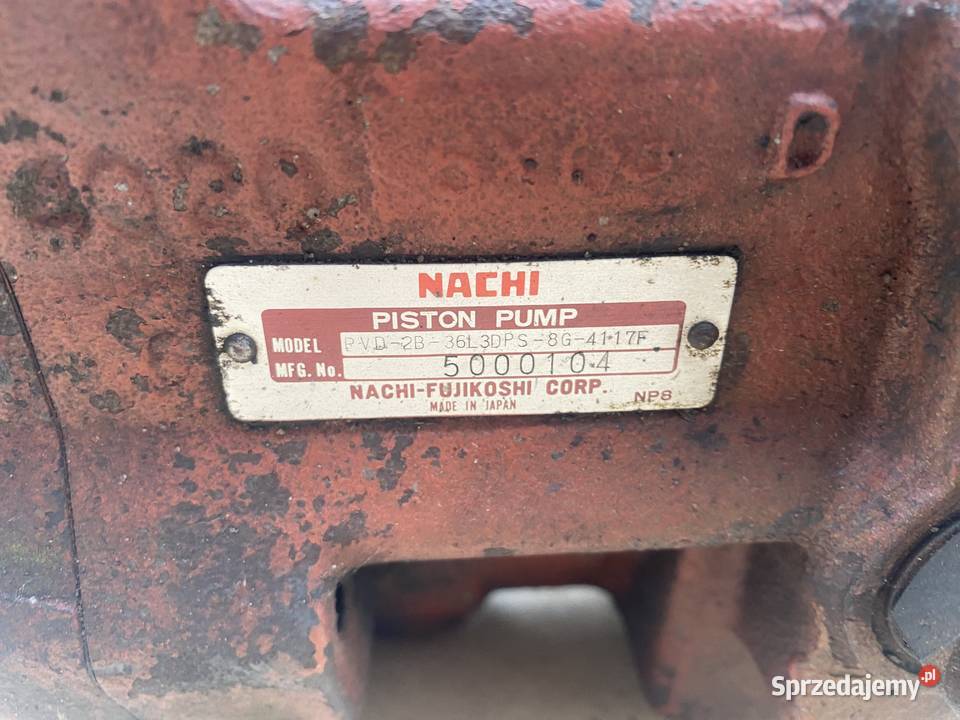 NACHI
PISTON PUMP
MODEL PVD-2B-36L3DPS-8G-4117F
MFG. No. 5000104
NACHI-FUJIKOSHI CORP.
MADE IN JAPAN
NP8
D
Sprzedajemy.pl